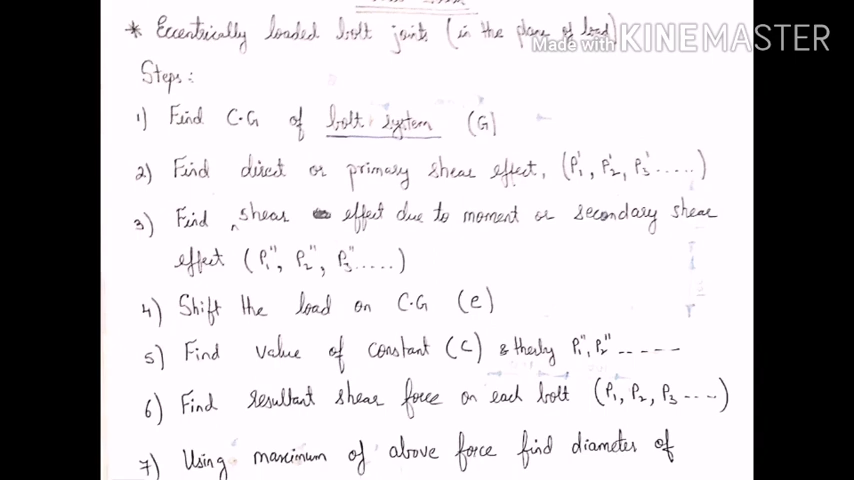 * Eccentrically loaded bolt joints (in the plane of load)
Made with KINEMASTER
Steps:
1) Find C.G of bolt system (G)
2) Find direct or primary shear effect, (P₁', P₂', P₃' .....)
3) Find shear effect due to moment or secondary shear
effect (P₁'', P₂'', P₃'' .....)
4) Shift the load on C.G (e)
5) Find value of constant (C) & therby P₁'', P₂'' -----
6) Find resultant shear force on each bolt (P₁, P₂, P₃ ----)
7) Using maximum of above force find diameter of